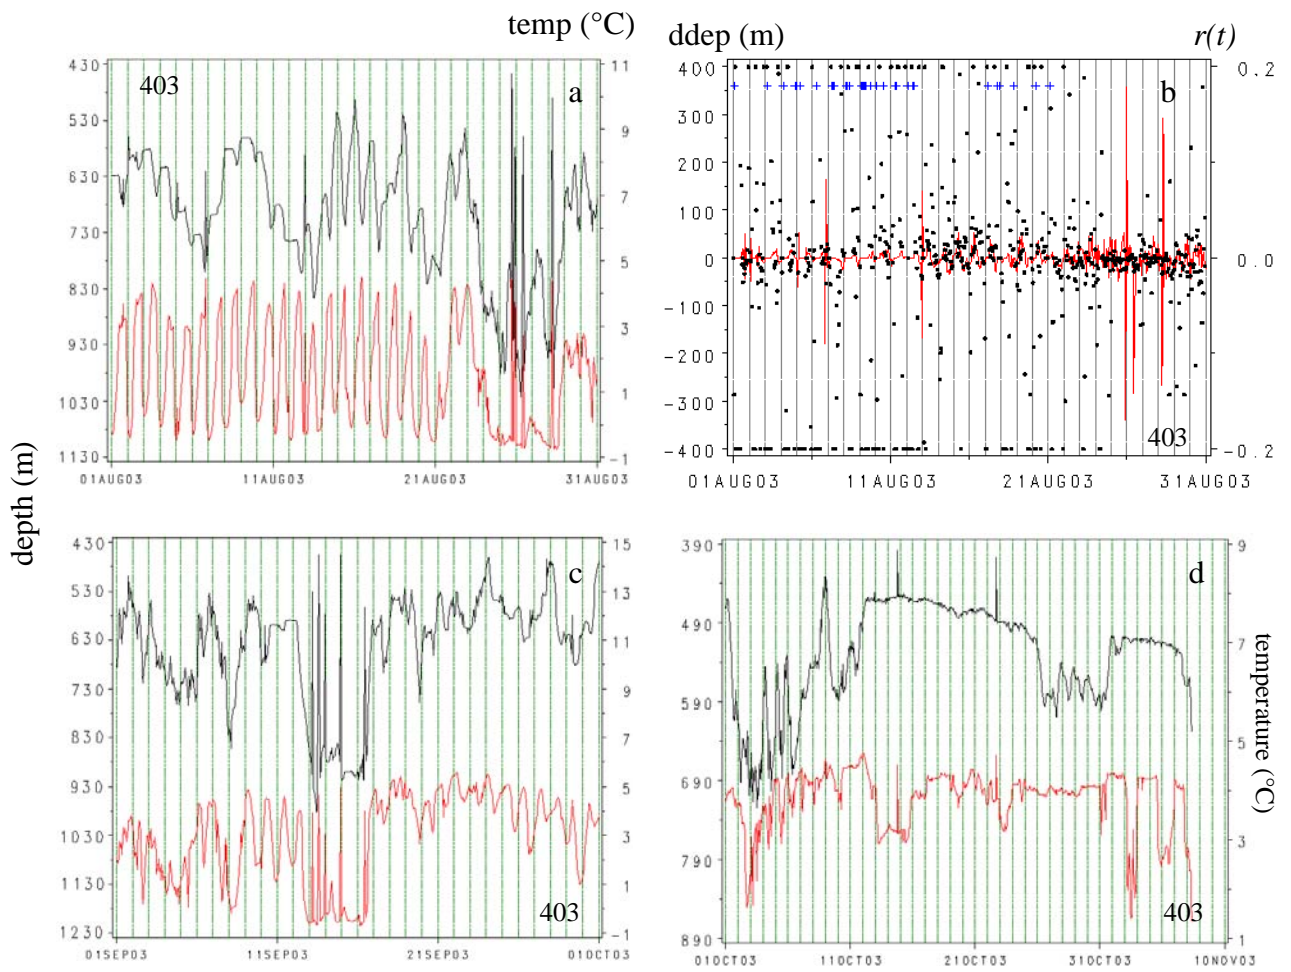 temp (°C)
ddep (m)
r(t)
430
530
630
730
830
930
1030
1130
403
a
11
9
7
5
3
1
-1
01AUG03
11AUG03
21AUG03
31AUG03
400
300
200
100
0
-100
-200
-300
-400
b
403
0.2
0.0
-0.2
01AUG03
11AUG03
21AUG03
31AUG03
depth (m)
430
530
630
730
830
930
1030
1130
1230
c
403
15
13
11
9
7
5
3
1
-1
01SEP03
11SEP03
21SEP03
01OCT03
390
490
590
690
790
890
d
403
9
7
5
3
1
01OCT03
11OCT03
21OCT03
31OCT03
10NOV03
temperature (°C)